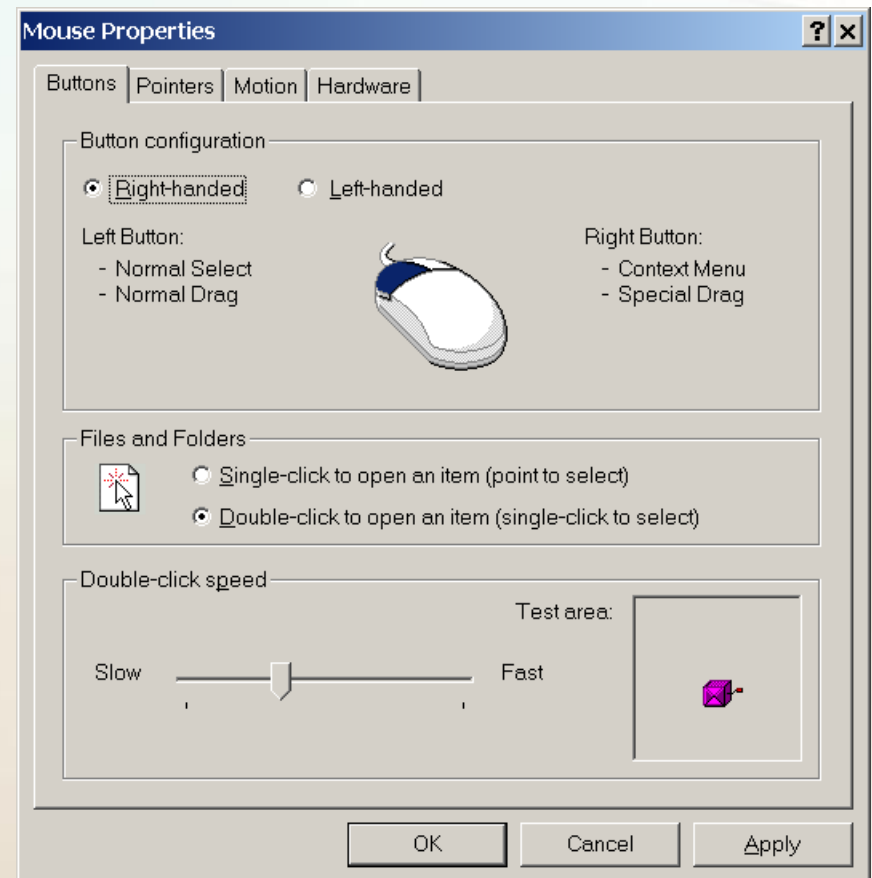 Mouse Properties
Buttons Pointers Motion Hardware
Button configuration
Right-handed Left-handed
Left Button:
- Normal Select
- Normal Drag
Right Button:
- Context Menu
- Special Drag
Files and Folders
Single-click to open an item (point to select)
Double-click to open an item (single-click to select)
Double-click speed
Test area:
Slow Fast
OK Cancel Apply